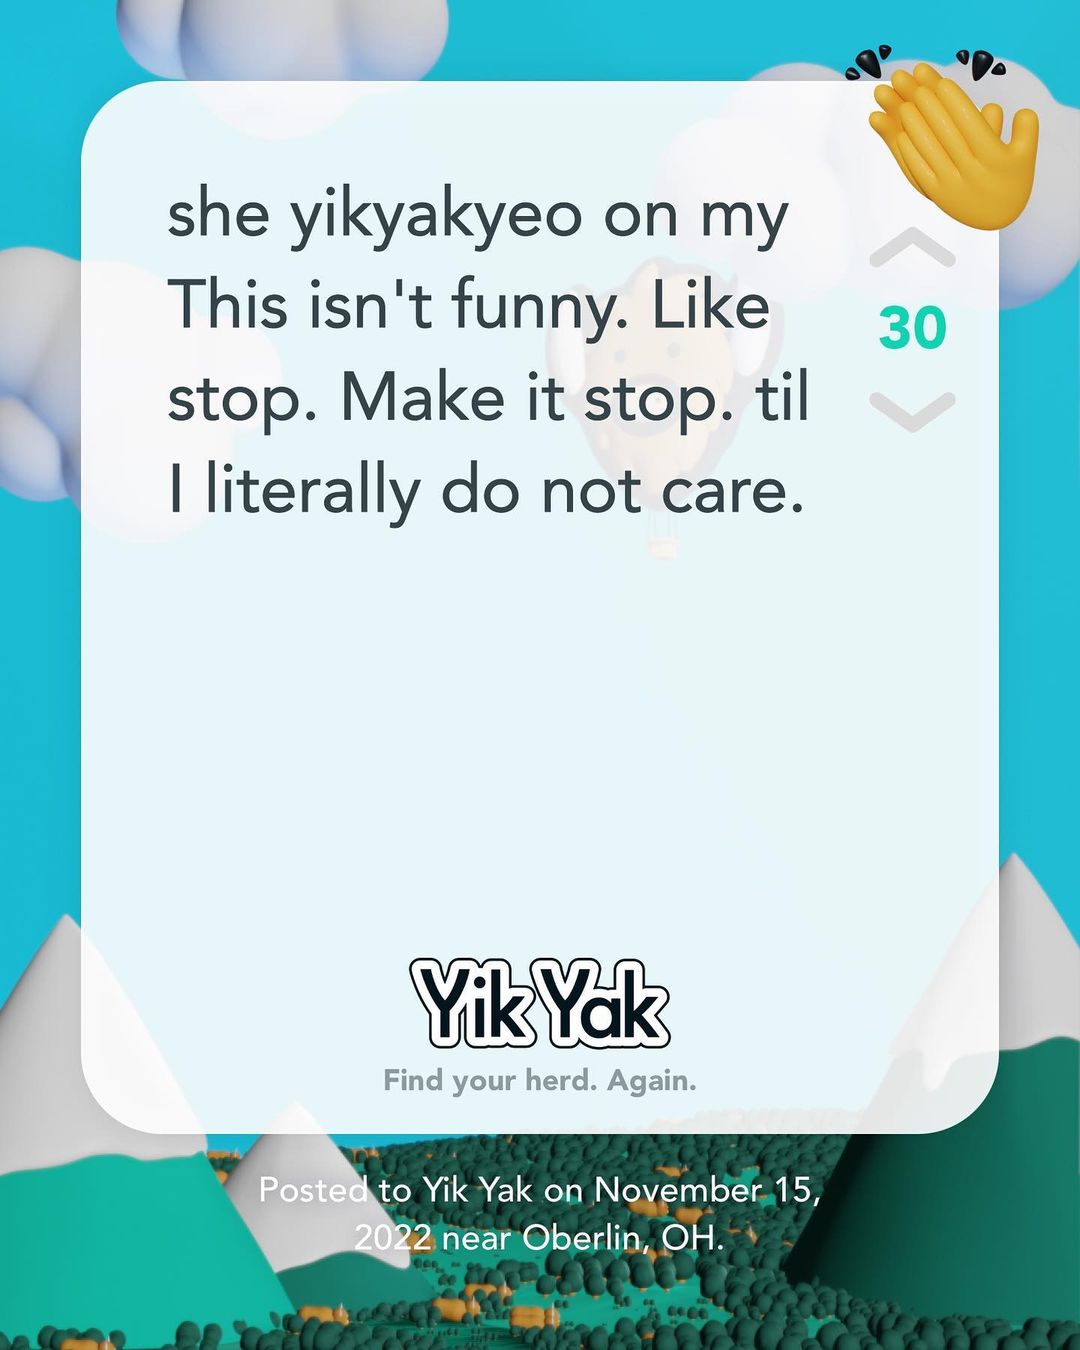 she yikyakyeo on my
This isn't funny. Like
stop. Make it stop. til
I literally do not care.
30
Yik Yak
Find your herd. Again.
Posted to Yik Yak on November 15,
2022 near Oberlin, OH.